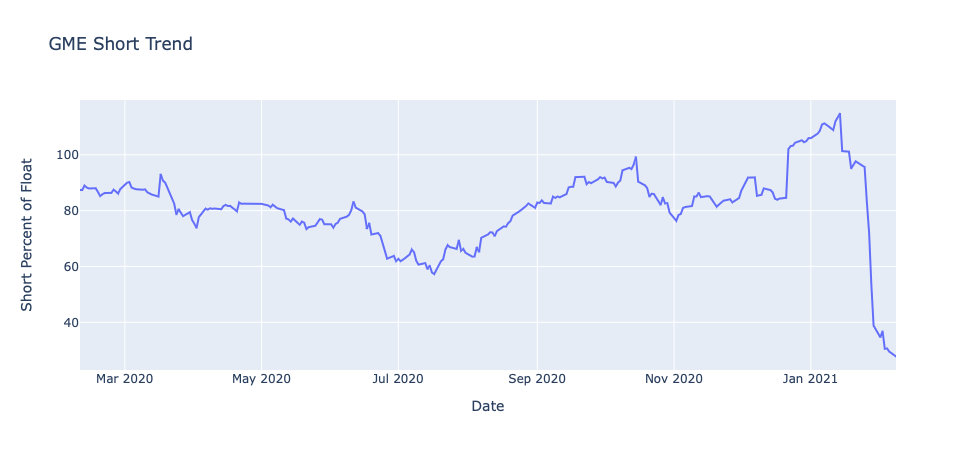 GME Short Trend
Short Percent of Float
100
80
60
40
Mar 2020
May 2020
Jul 2020
Sep 2020
Nov 2020
Jan 2021
Date